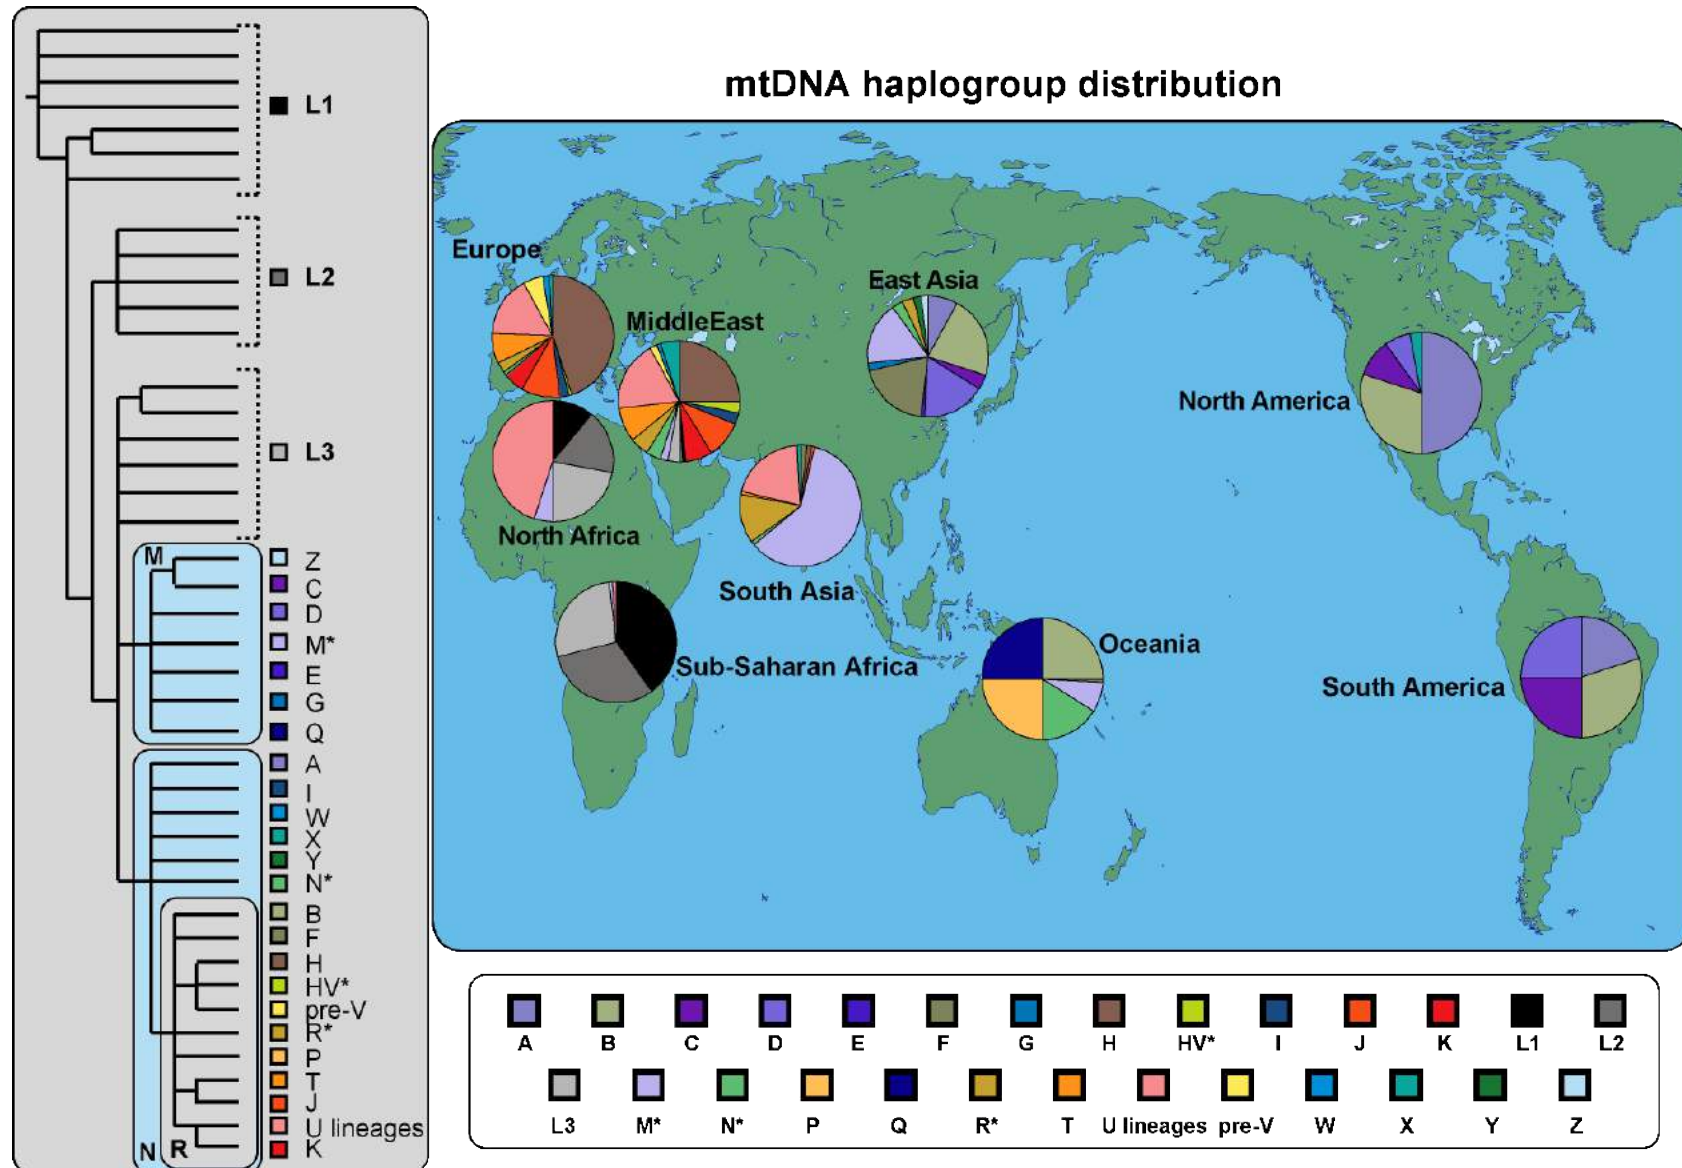 mtDNA haplogroup distribution
L1
L2
L3
M
Z
C
D
M*
E
G
Q
A
I
W
X
Y
N*
B
F
H
HV*
pre-V
R*
P
T
J
U lineages
K
N R
Europe
MiddleEast
East Asia
North America
North Africa
South Asia
Sub-Saharan Africa
Oceania
South America
A B C D E F G H HV* I J K L1 L2
L3 M* N* P Q R* T U lineages pre-V W X Y Z